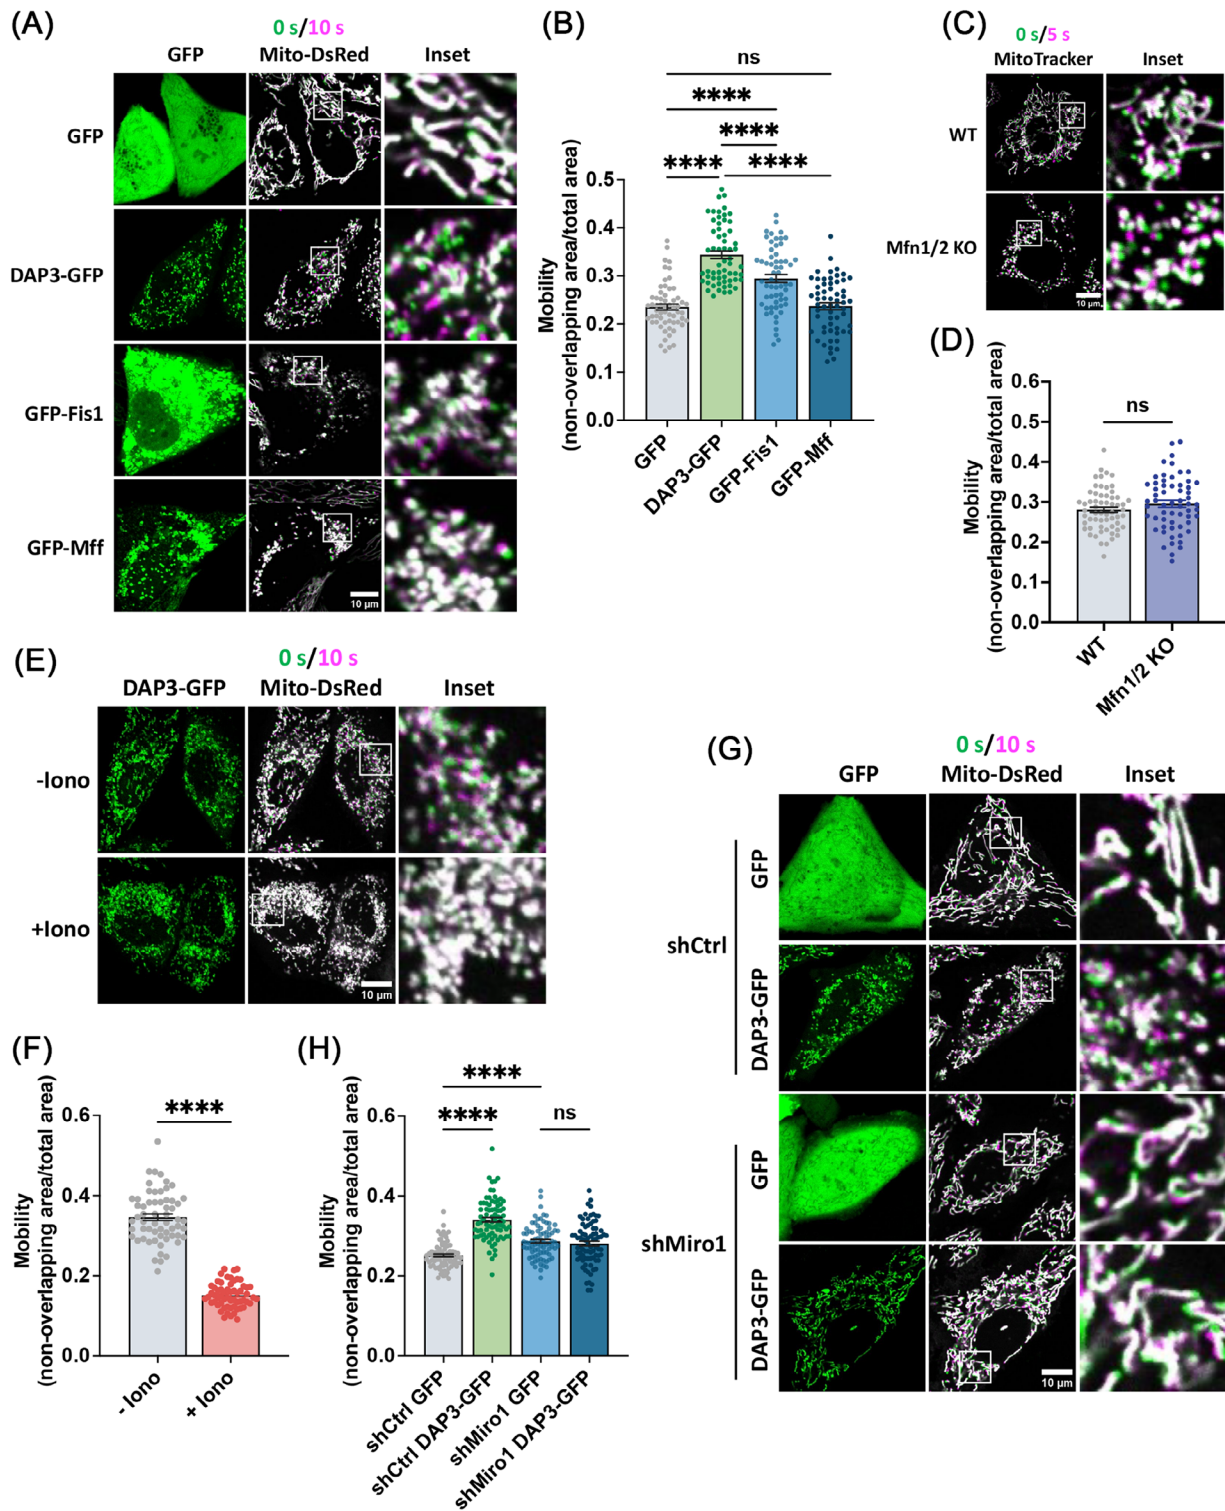 (A)
0 s/10 s
GFP
Mito-DsRed
Inset
GFP
DAP3-GFP
GFP-Fis1
GFP-Mff
10 µm
(B)
ns
****
****
****
****
Mobility
(non-overlapping area/total area)
0.5
0.4
0.3
0.2
0.1
0.0
GFP
DAP3-GFP
GFP-Fis1
GFP-Mff
(C)
0 s/5 s
MitoTracker
Inset
WT
Mfn1/2 KO
10 µm
(D)
ns
Mobility
(non-overlapping area/total area)
0.6
0.5
0.4
0.3
0.2
0.1
0.0
WT
Mfn1/2 KO
(E)
0 s/10 s
DAP3-GFP
Mito-DsRed
Inset
-Iono
+Iono
10 µm
(F)
****
Mobility
(non-overlapping area/total area)
0.6
0.4
0.2
0.0
- Iono
+ Iono
(H)
****
****
ns
Mobility
(non-overlapping area/total area)
0.6
0.4
0.2
0.0
shCtrl GFP
shCtrl DAP3-GFP
shMiro1 GFP
shMiro1 DAP3-GFP
(G)
0 s/10 s
GFP
Mito-DsRed
Inset
shCtrl
GFP
DAP3-GFP
shMiro1
GFP
DAP3-GFP
10 µm